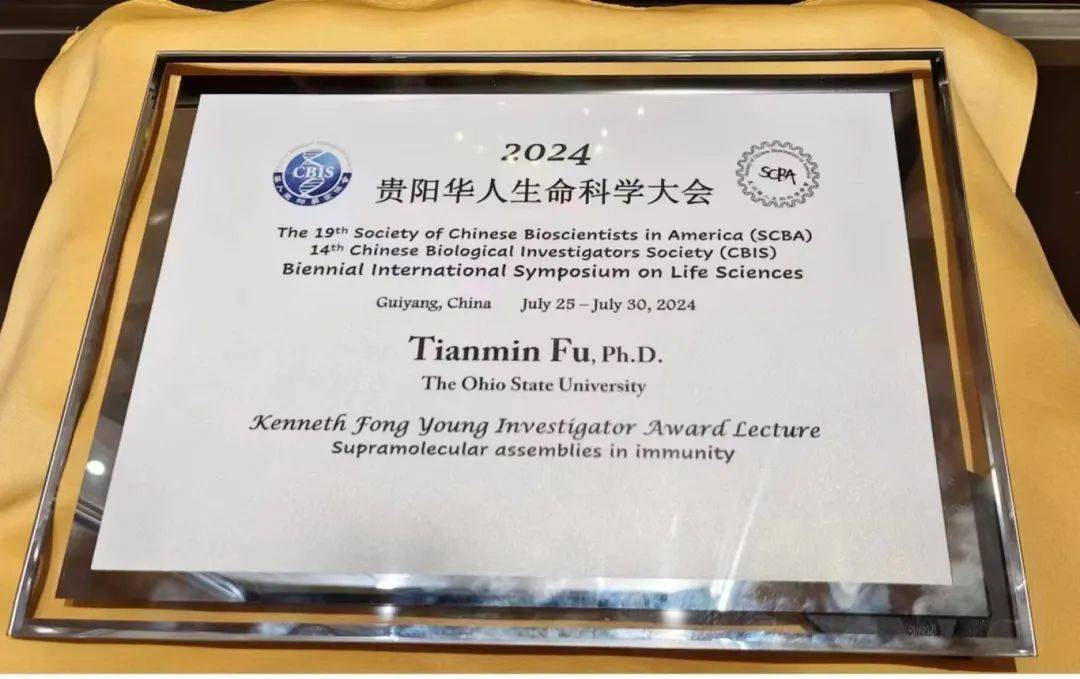 CBIS
2024
SCBA
贵阳华人生命科学大会
The 19th Society of Chinese Bioscientists in America (SCBA)
14th Chinese Biological Investigators Society (CBIS)
Biennial International Symposium on Life Sciences
Guiyang, China July 25 – July 30, 2024
Tianmin Fu, Ph.D.
The Ohio State University
Kenneth Fong Young Investigator Award Lecture
Supramolecular assemblies in immunity